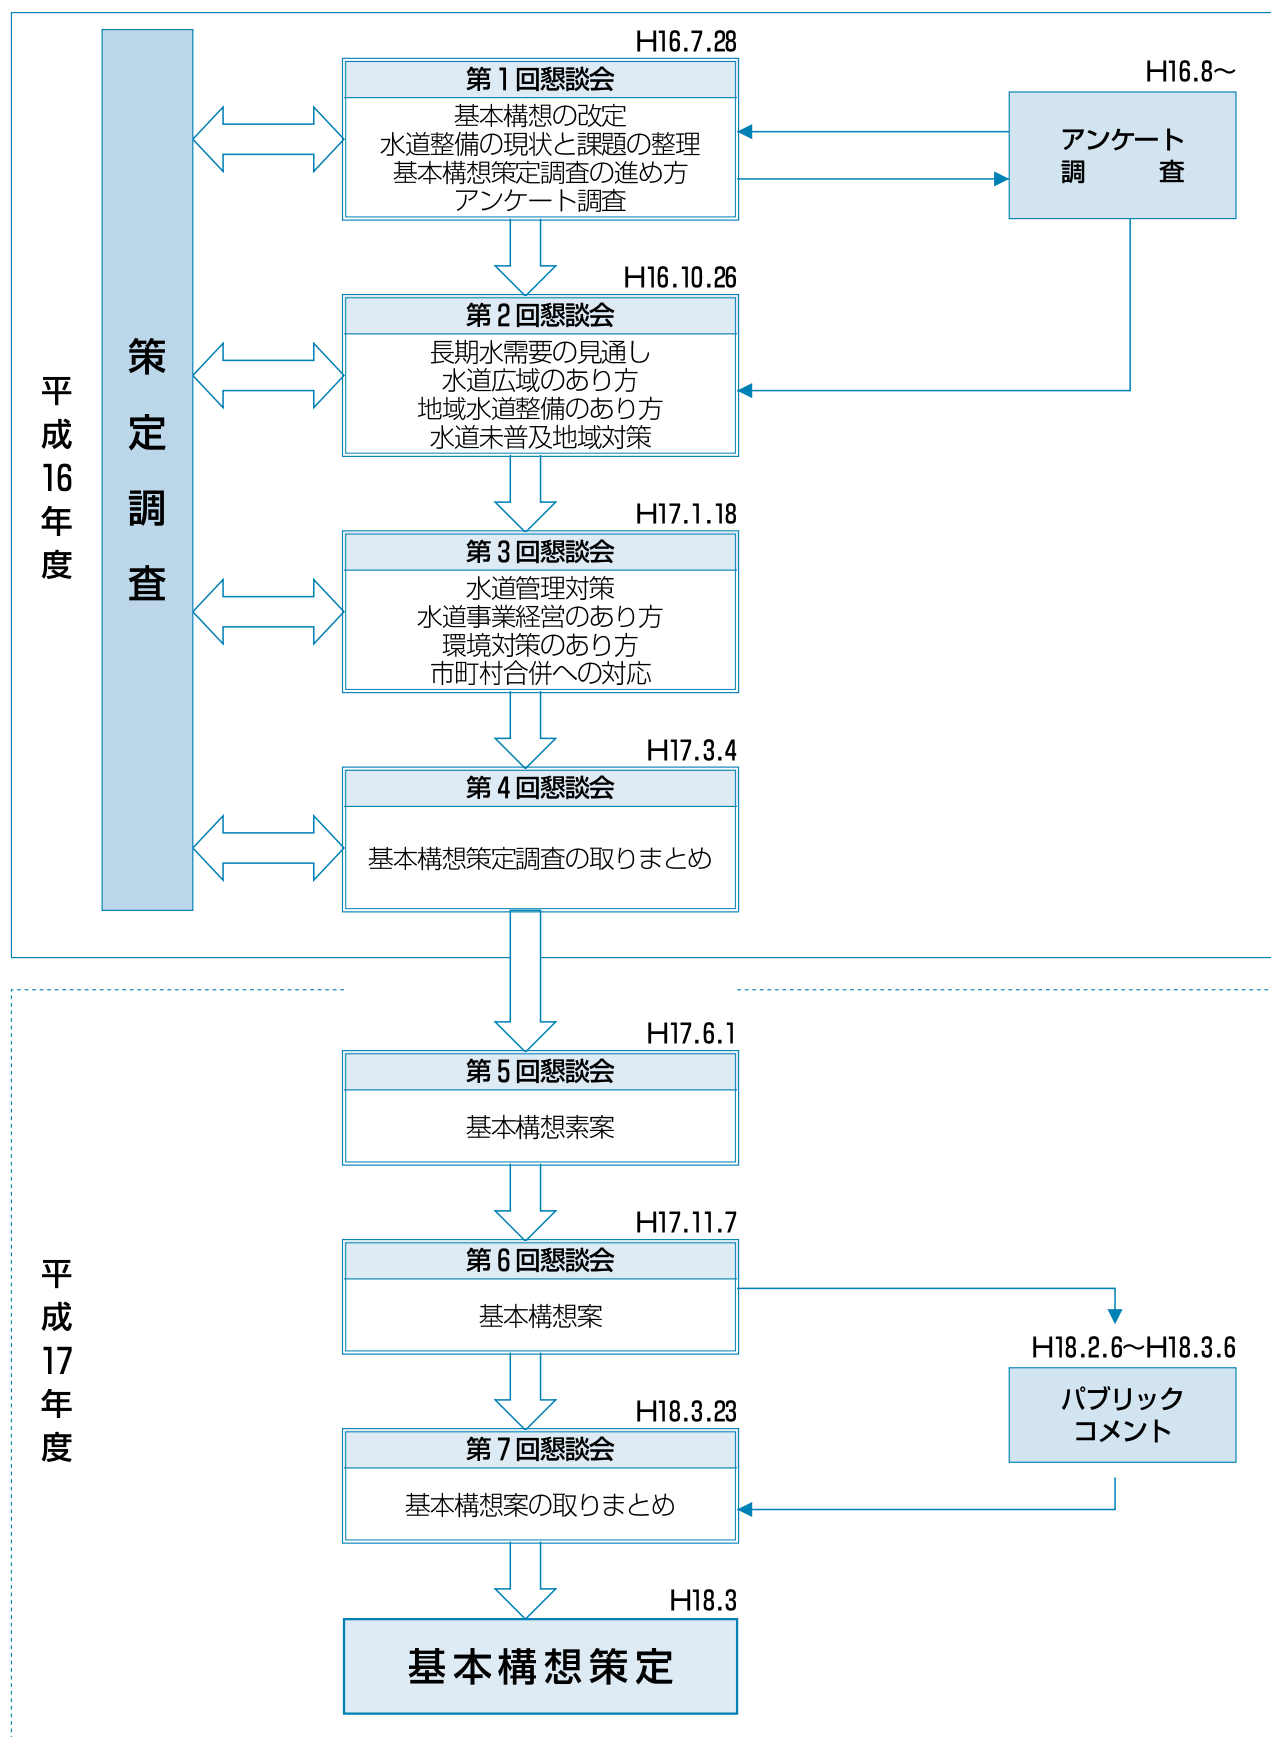 平成16年度
策定調査
H16.7.28
第1回懇談会
基本構想の改定
水道整備の現状と課題の整理
基本構想策定調査の進め方
アンケート調査
H16.8～
アンケート
調　査
H16.10.26
第2回懇談会
長期水需要の見通し
水道広域のあり方
地域水道整備のあり方
水道未普及地域対策
H17.1.18
第3回懇談会
水道管理対策
水道事業経営のあり方
環境対策のあり方
市町村合併への対応
H17.3.4
第4回懇談会
基本構想策定調査の取りまとめ
平成17年度
H17.6.1
第5回懇談会
基本構想素案
H17.11.7
第6回懇談会
基本構想案
H18.2.6～H18.3.6
パブリック
コメント
H18.3.23
第7回懇談会
基本構想案の取りまとめ
H18.3
基本構想策定